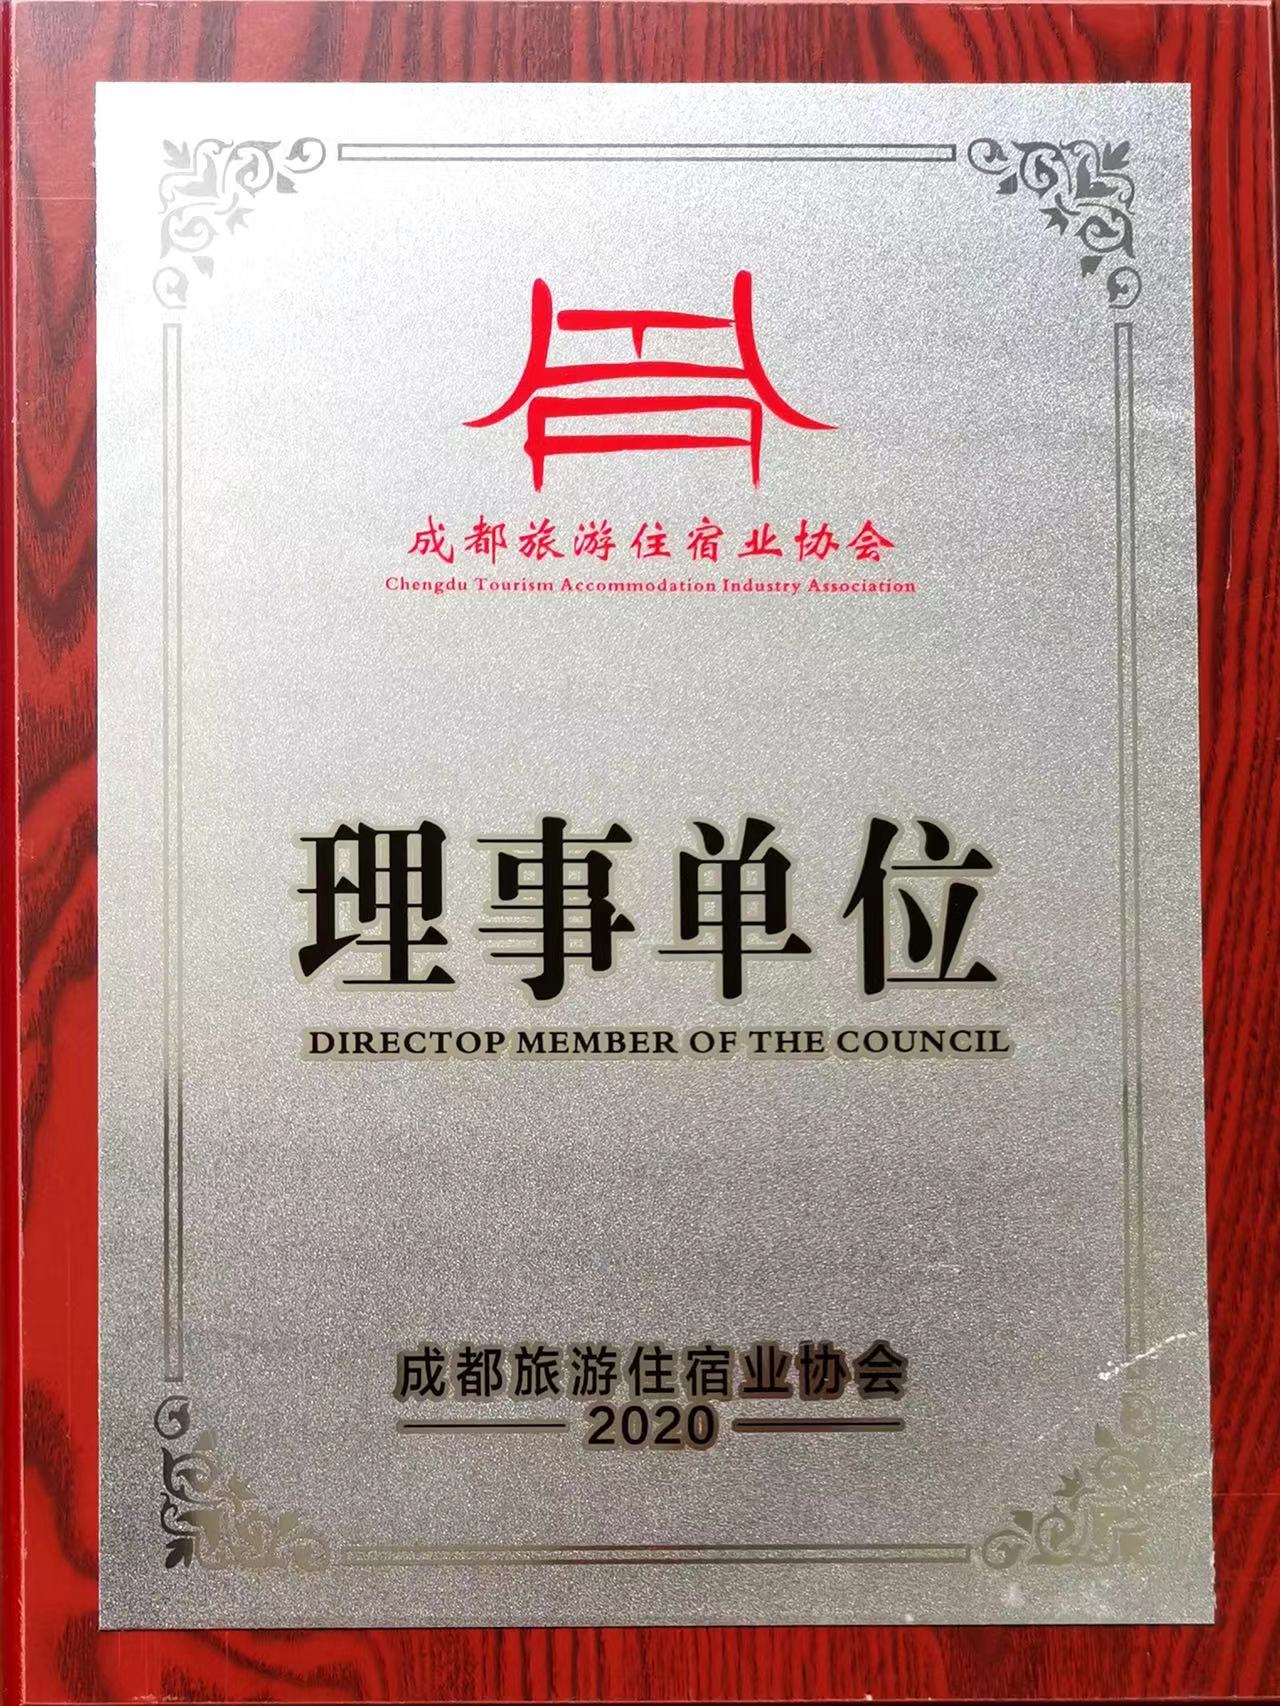 成都旅游住宿业协会
Chengdu Tourism Accommodation Industry Association
理事单位
DIRECTOP MEMBER OF THE COUNCIL
成都旅游住宿业协会
2020